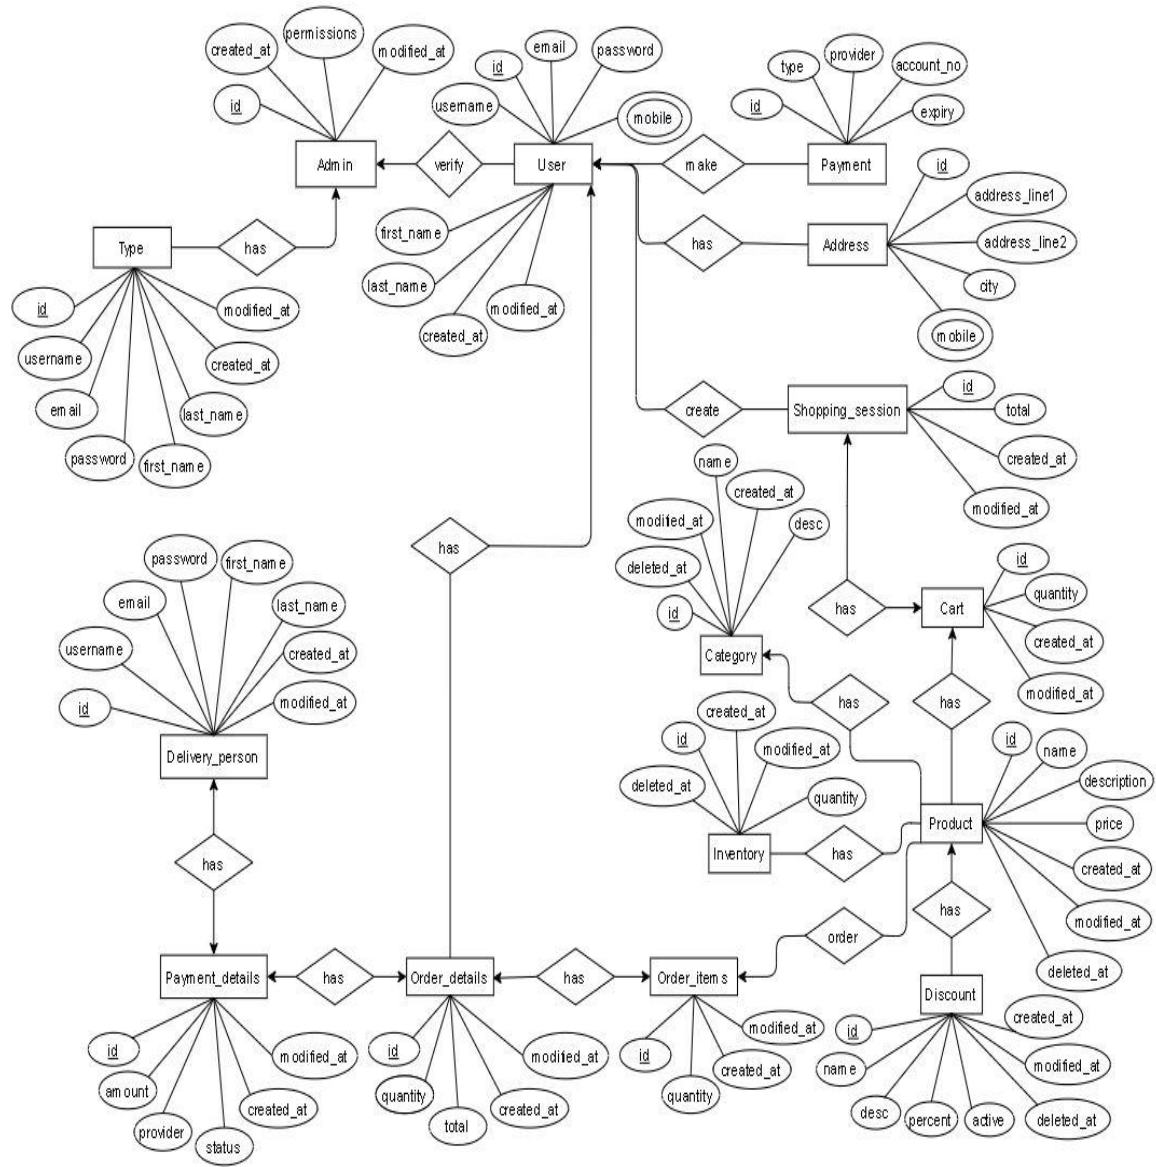 permissions
created_at
modified_at
id
Admin
email
id
password
username
mobile
verify
User
first_name
last_name
created_at
modified_at
provider
type
account_no
id
expiry
make
Payment
id
address_line1
has
Address
address_line2
city
mobile
Type
has
id
modified_at
username
created_at
email
last_name
password
first_name
id
create
Shopping_session
total
created_at
modified_at
name
created_at
modified_at
desc
deleted_at
id
Category
has
has
id
quantity
has
Cart
created_at
modified_at
has
password
first_name
email
last_name
username
created_at
id
modified_at
Delivery_person
has
created_at
id
modified_at
deleted_at
quantity
Inventory
has
id
name
description
Product
price
created_at
modified_at
deleted_at
has
order
Payment_details
has
Order_details
has
Order_items
Discount
id
modified_at
amount
created_at
provider
status
id
modified_at
quantity
created_at
total
modified_at
id
created_at
quantity
created_at
id
name
modified_at
desc
percent
active
deleted_at